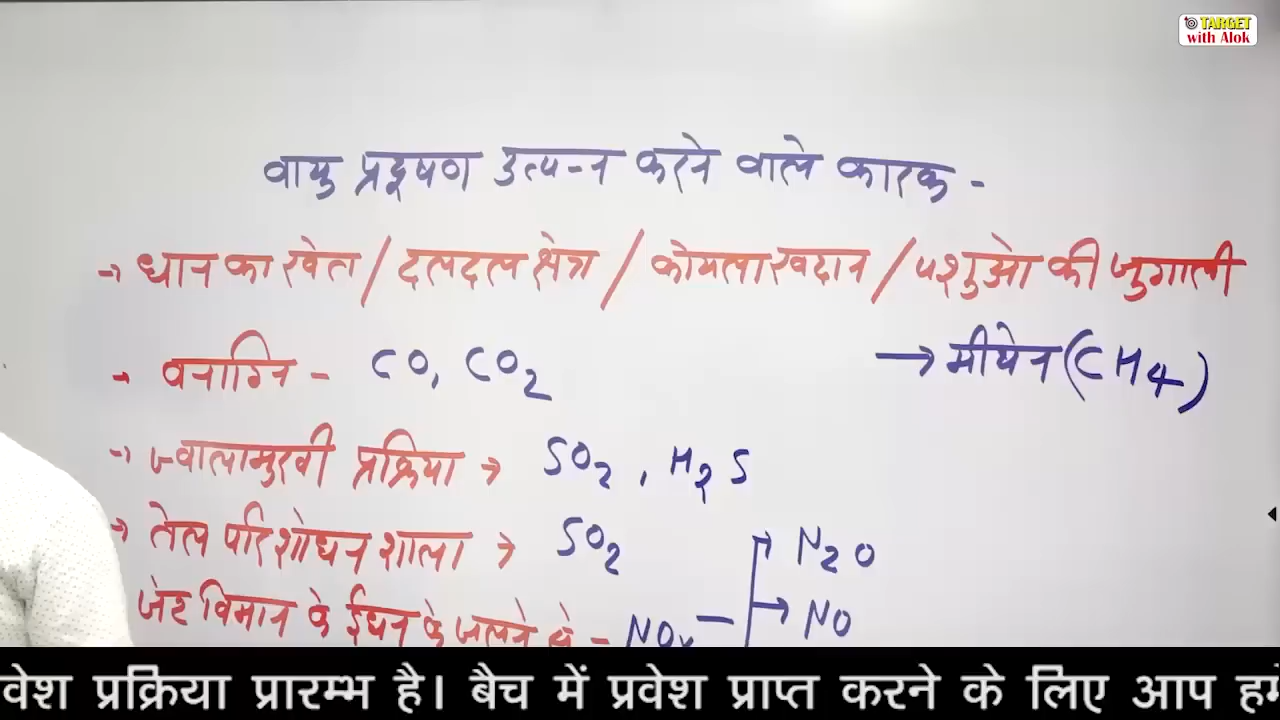 TARGET
with Alok
वायु प्रदूषण उत्पन्न करने वाले कारक -
→ धान का खेत / दलदल क्षेत्र / कोयला खदान / पशुओ की जुगाली
→ मीथेन (CH4)
→ वनाग्नि - CO, CO2
→ ज्वालामुखी प्रक्रिया → SO2, H2S
→ तेल परिशोधन शाला → SO2
जेट विमान के ईंधन के जलने से - NOx
→ N2O
→ NO
वेश प्रक्रिया प्रारम्भ है। बैच में प्रवेश प्राप्त करने के लिए आप हमे